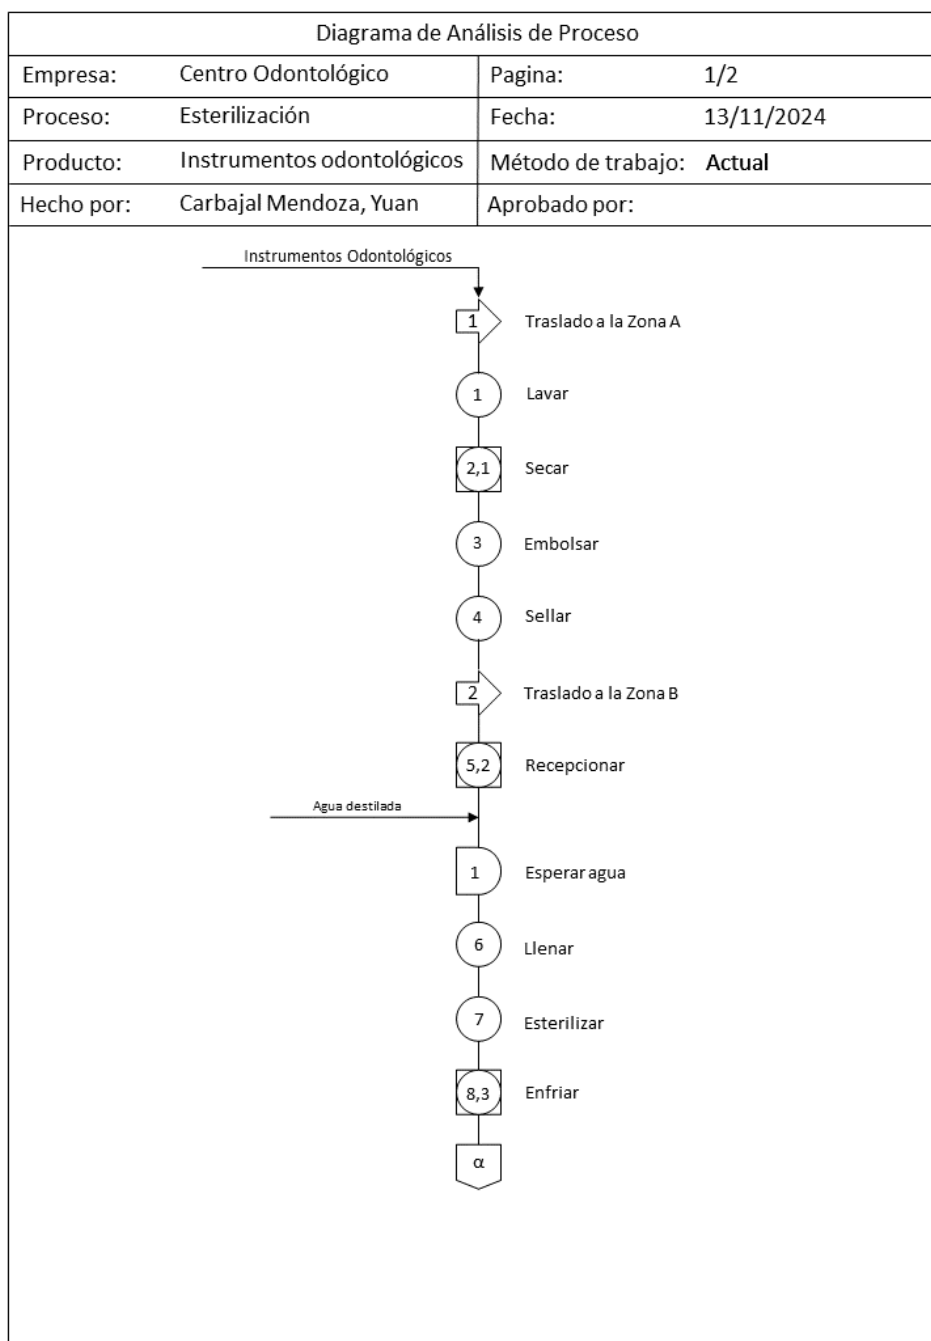 Diagrama de Análisis de Proceso
Empresa: Centro Odontológico Pagina: 1/2
Proceso: Esterilización Fecha: 13/11/2024
Producto: Instrumentos odontológicos Método de trabajo: Actual
Hecho por: Carbajal Mendoza, Yuan Aprobado por:
Instrumentos Odontológicos
1 Traslado a la Zona A
1 Lavar
2,1 Secar
3 Embolsar
4 Sellar
2 Traslado a la Zona B
5,2 Recepcionar
Agua destilada
1 Esperar agua
6 Llenar
7 Esterilizar
8,3 Enfriar
α